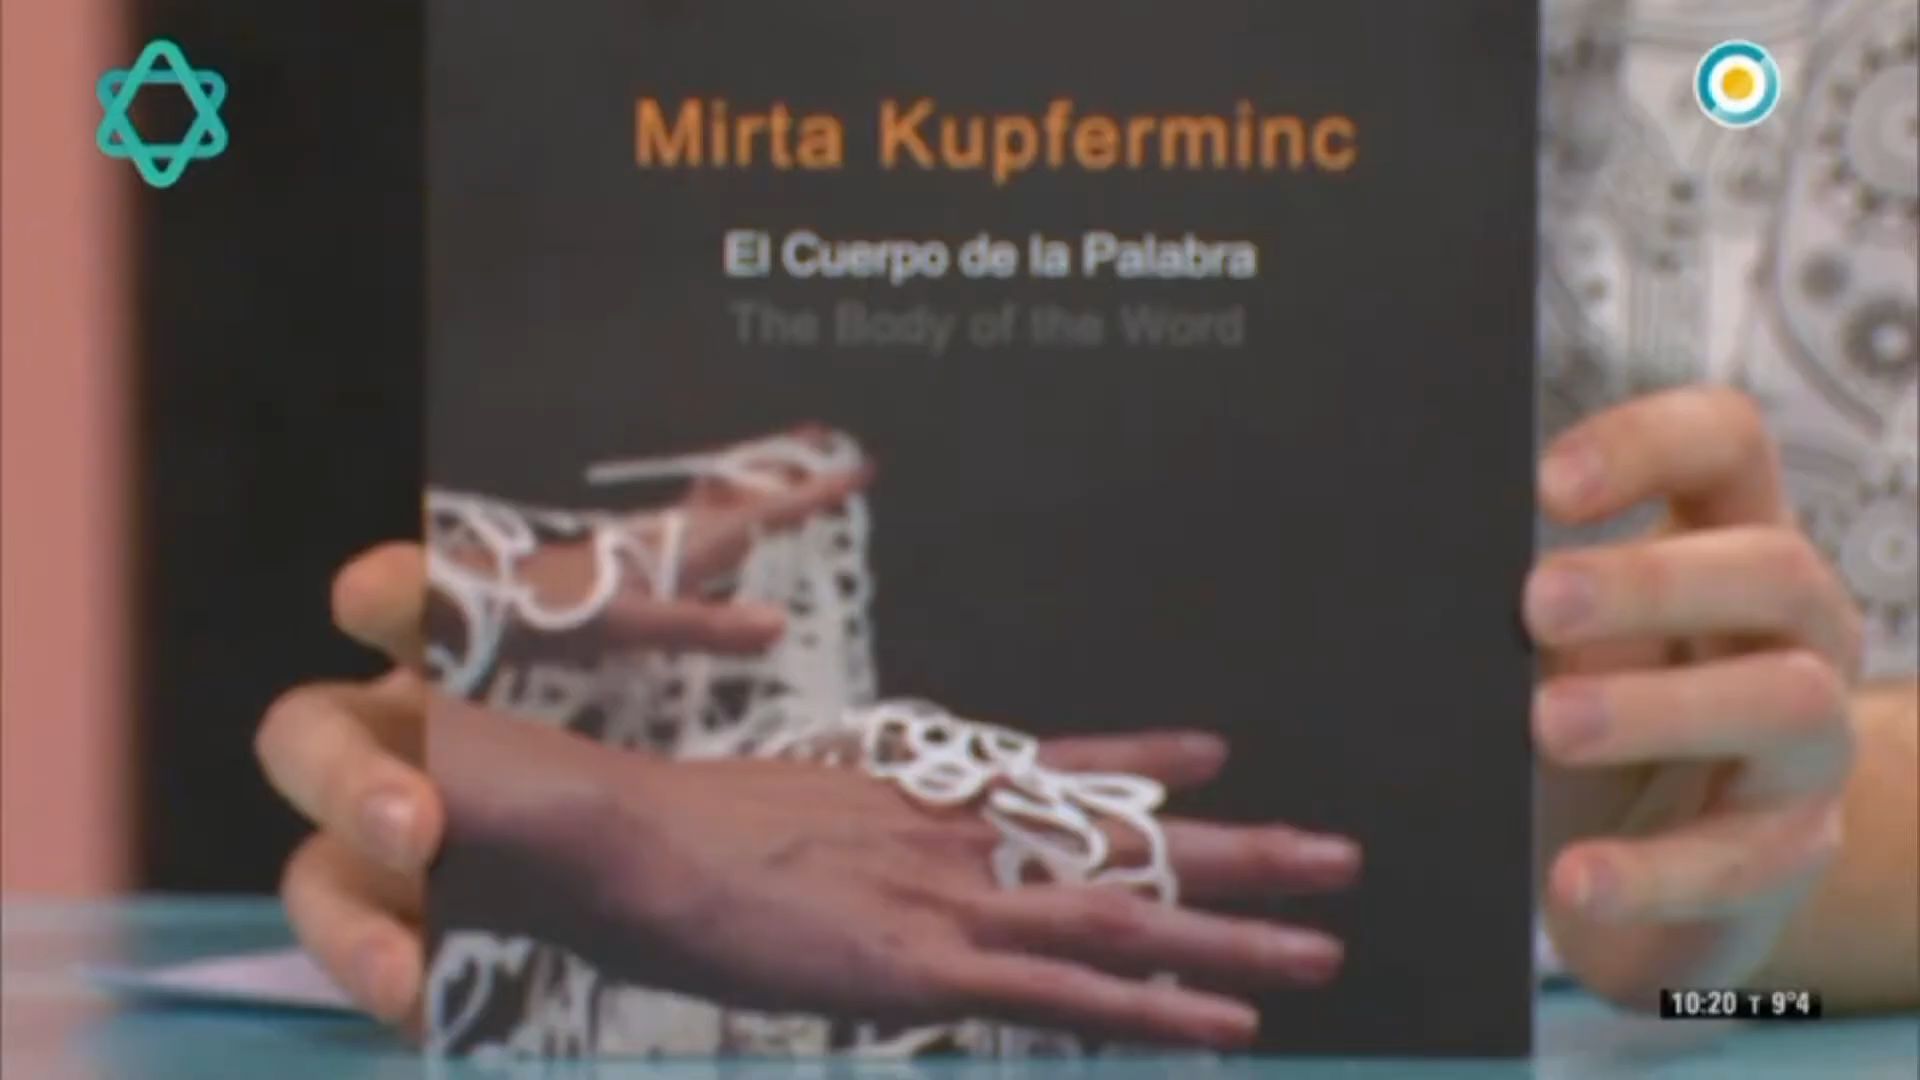 Mirta Kupferminc
El Cuerpo de la Palabra
The Body of the Word
10:20 T 9°4